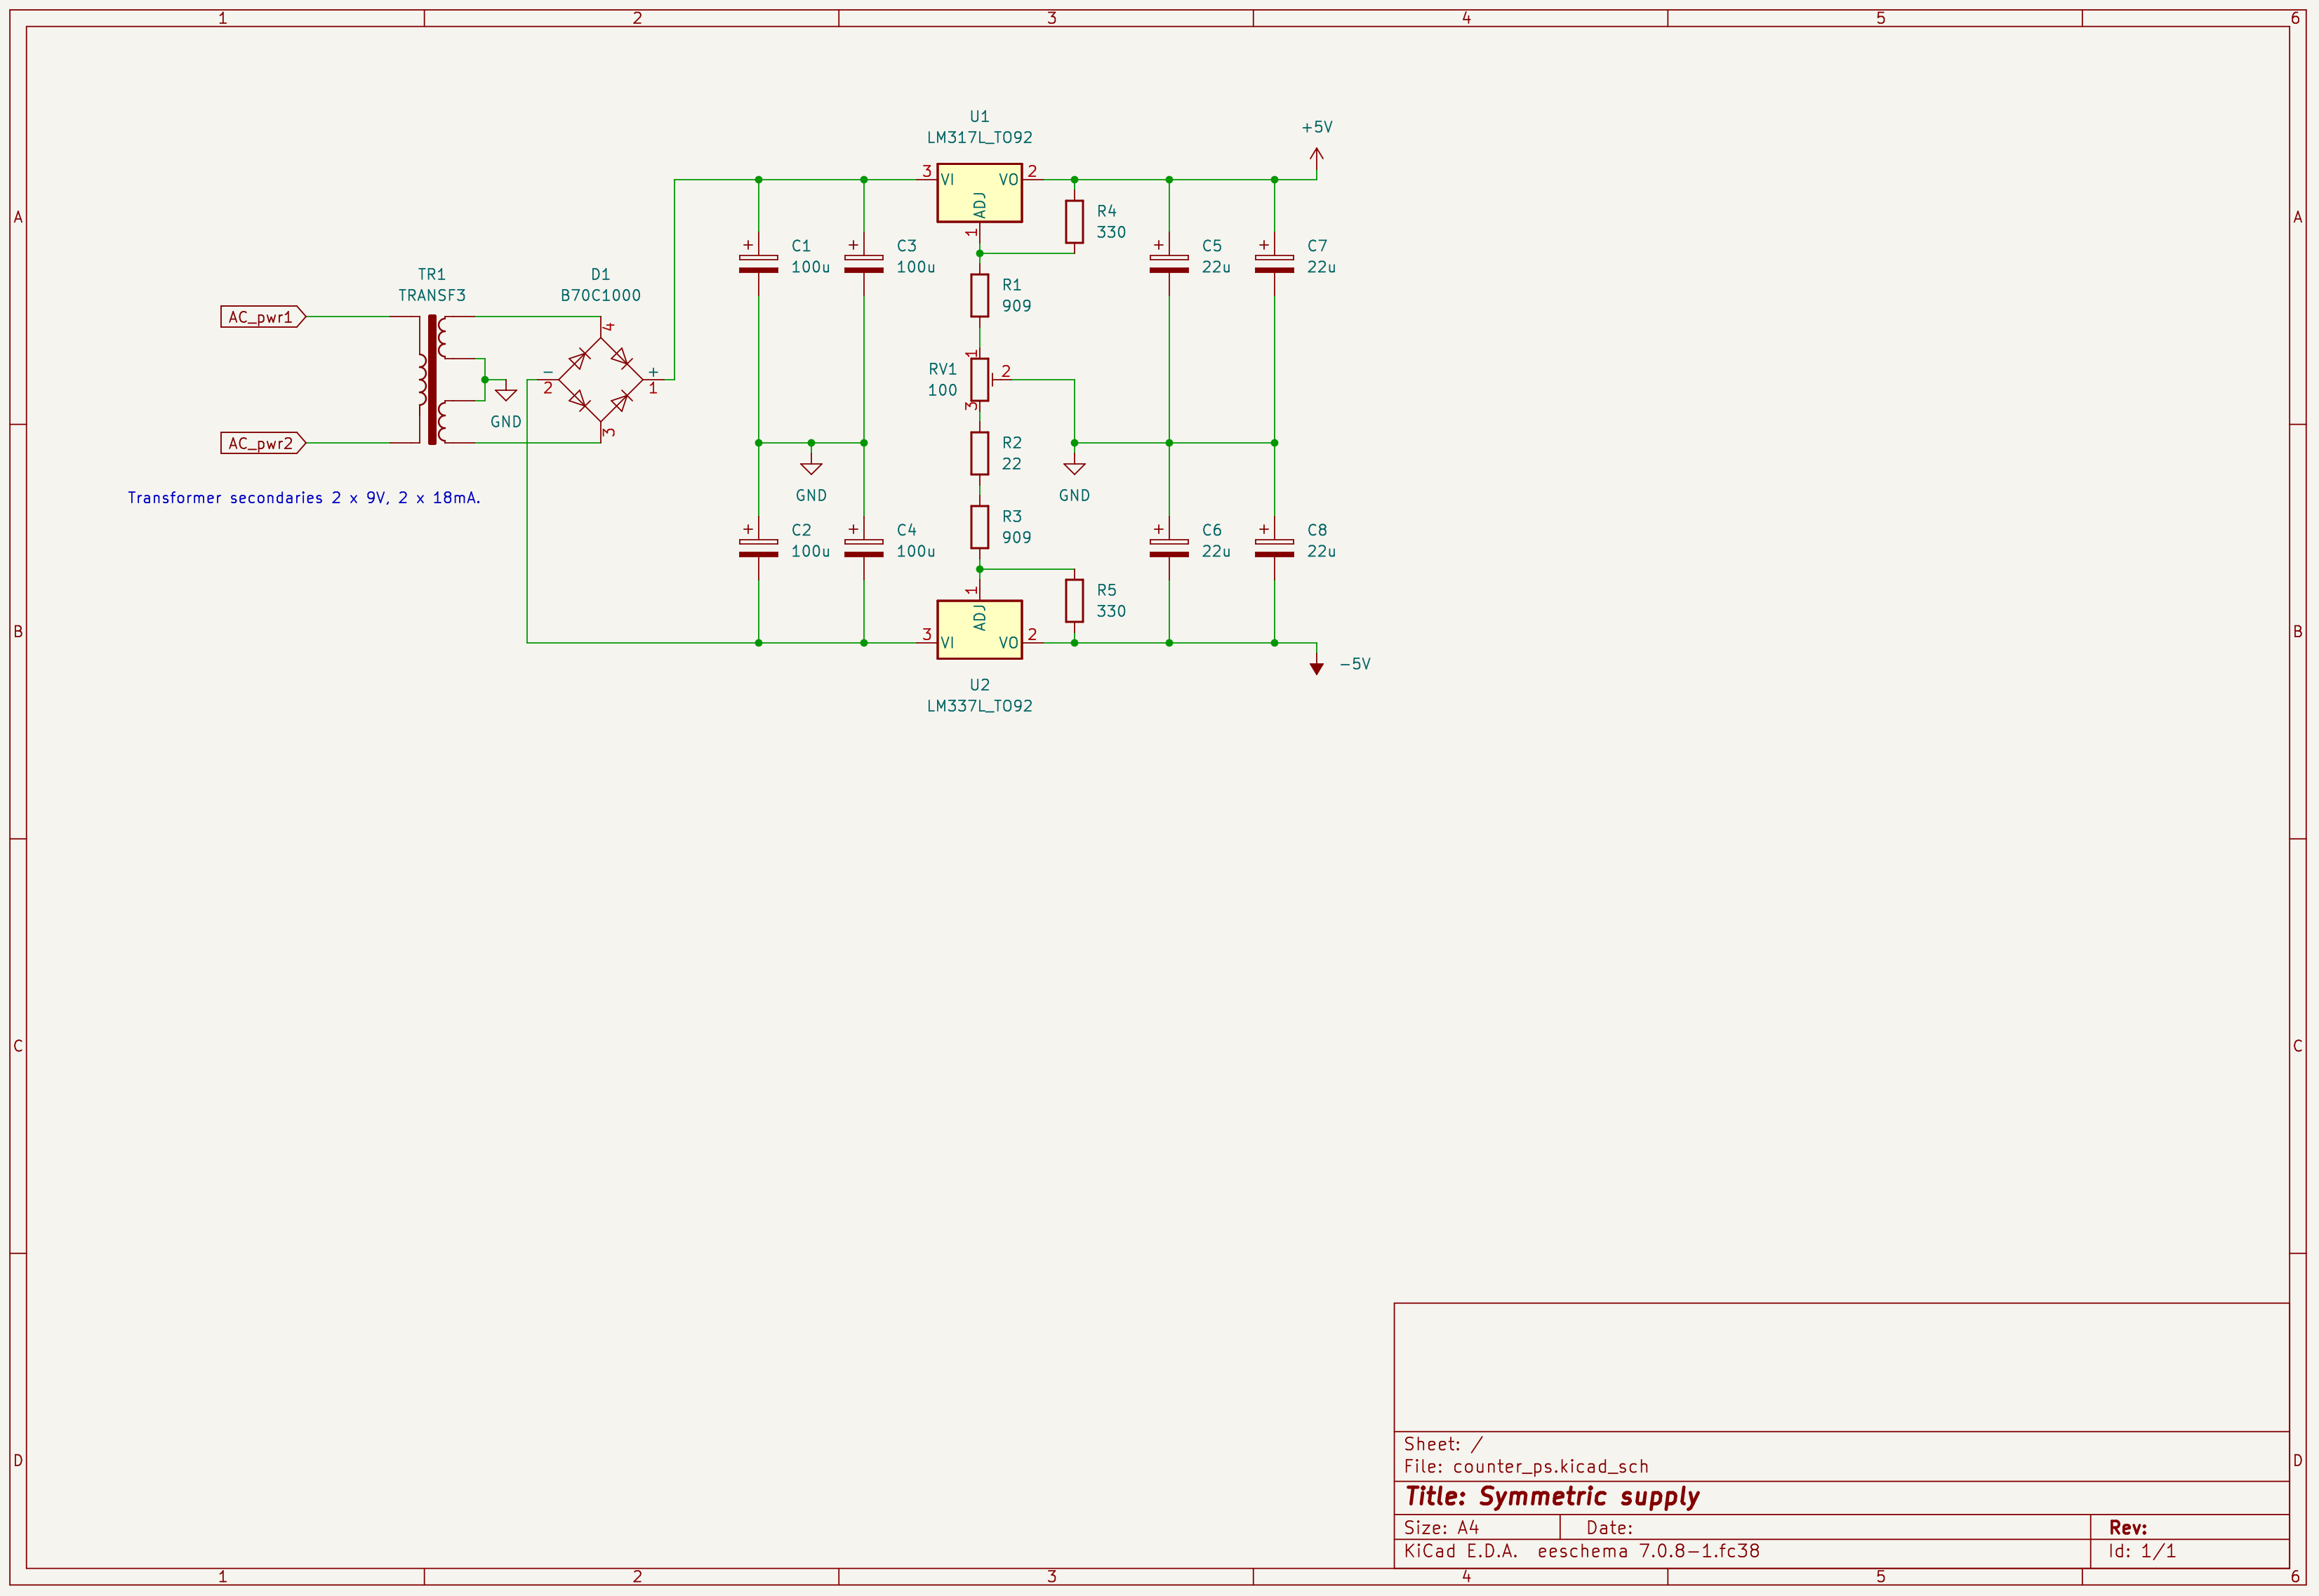 1 2 3 4 5 6
A
B
C
D
A
B
C
D
1 2 3 4 5 6
U1
LM317L_TO92
3 VI
VO 2
ADJ
1
+5V
R4
330
C1
100u
+
C3
100u
+
C5
22u
+
C7
22u
+
TR1
TRANSF3
D1
B70C1000
AC_pwr1
AC_pwr2
GND
4
- 2
+ 1
3
R1
909
RV1
100
1
2
3
R2
22
GND
GND
R3
909
C2
100u
+
C4
100u
+
C6
22u
+
C8
22u
+
R5
330
Transformer secondaries 2 x 9V, 2 x 18mA.
1
ADJ
3 VI
VO 2
-5V
U2
LM337L_TO92
Sheet: /
File: counter_ps.kicad_sch
Title: Symmetric supply
Size: A4 Date: Rev:
KiCad E.D.A. eeschema 7.0.8-1.fc38 Id: 1/1